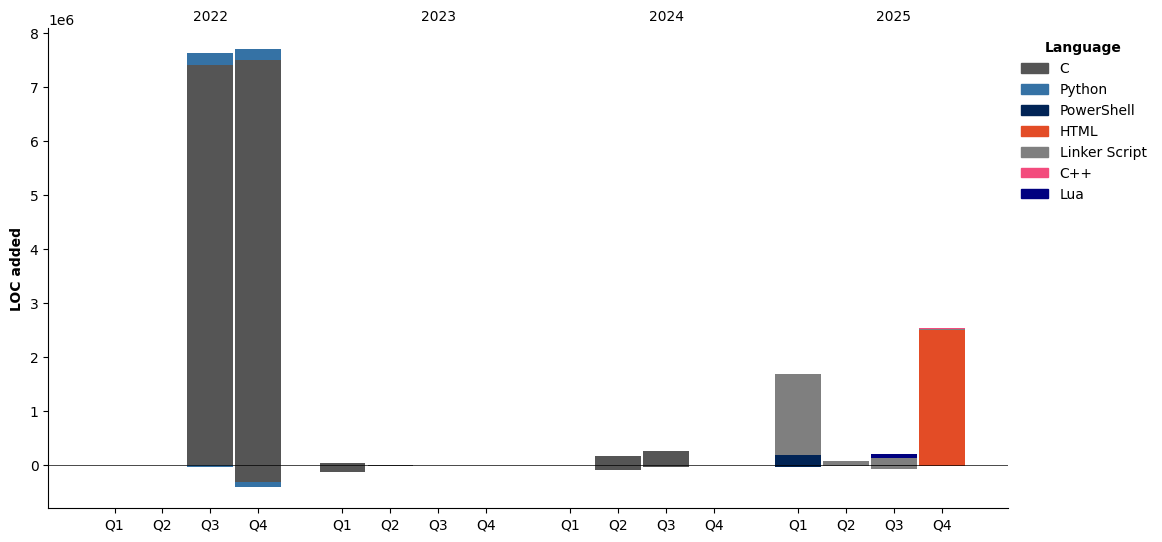 1e6
2022 2023 2024 2025
8
7
6
5
4
3
2
1
0
LOC added
Q1 Q2 Q3 Q4 Q1 Q2 Q3 Q4 Q1 Q2 Q3 Q4 Q1 Q2 Q3 Q4
Language
C
Python
PowerShell
HTML
Linker Script
C++
Lua